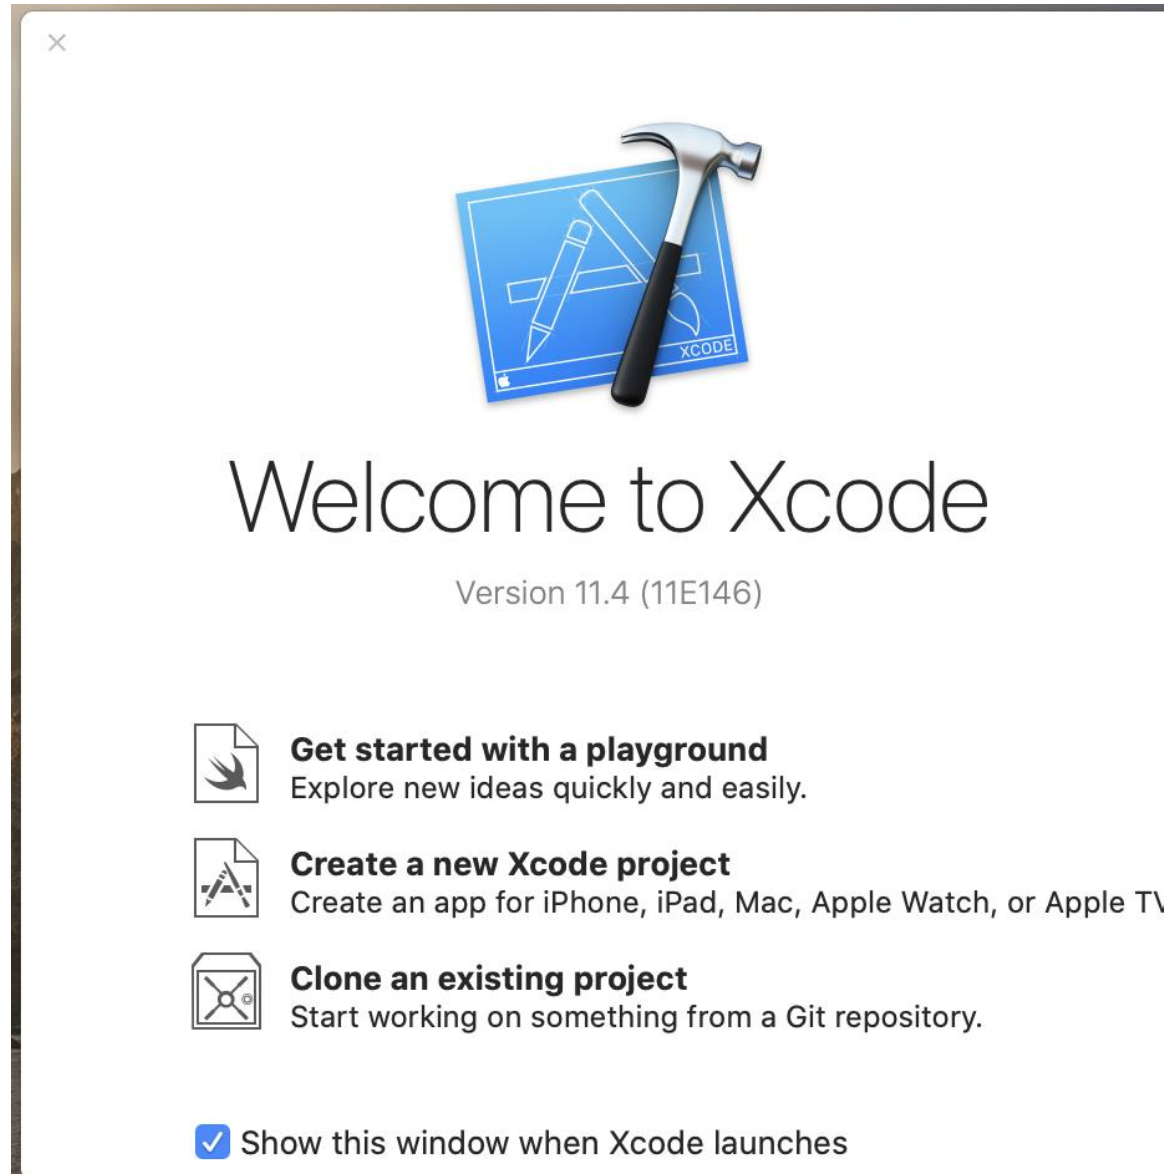 XCODE
Welcome to Xcode
Version 11.4 (11E146)
Get started with a playground
Explore new ideas quickly and easily.
Create a new Xcode project
Create an app for iPhone, iPad, Mac, Apple Watch, or Apple TV
Clone an existing project
Start working on something from a Git repository.
Show this window when Xcode launches